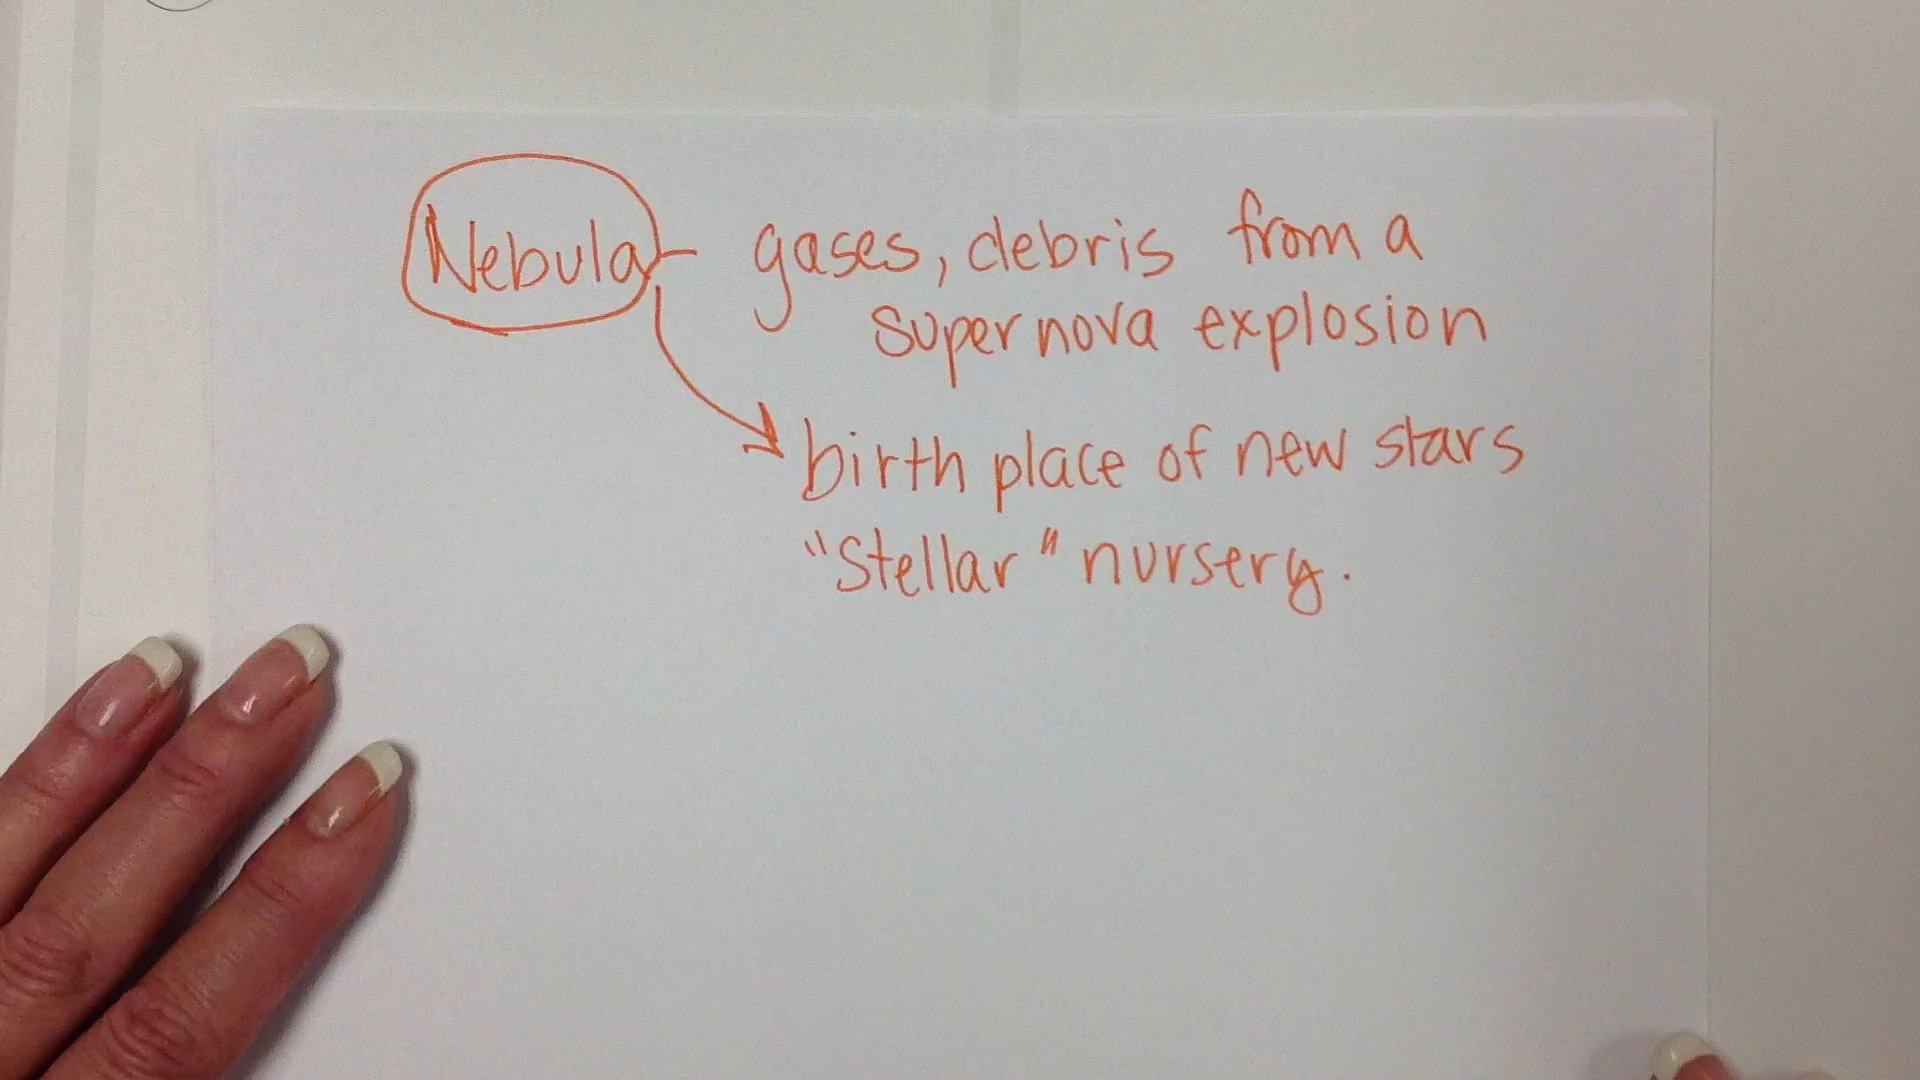 Nebula - gases, debris from a
supernova explosion
birth place of new stars
"Stellar" nursery.